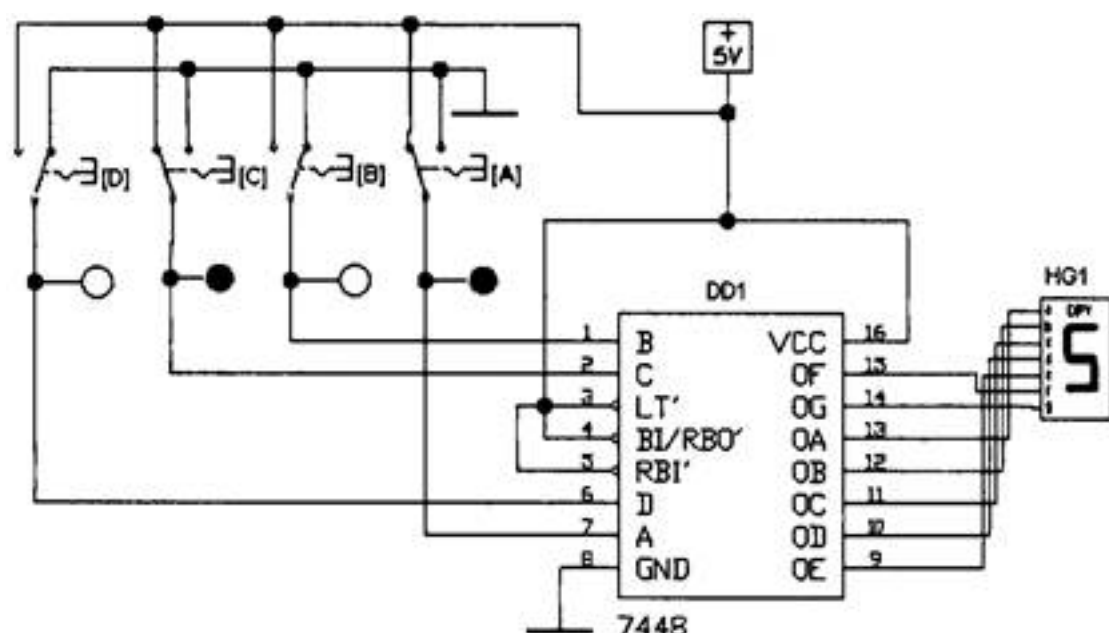 +
5V
[D]
[C]
[B]
[A]
DD1
HG1
DPY
1 B VCC 16
2 C OF 15
3 LT' OG 14
4 BI/RBO' OA 13
5 RBI' OB 12
6 D OC 11
7 A OD 10
8 GND OE 9
7448